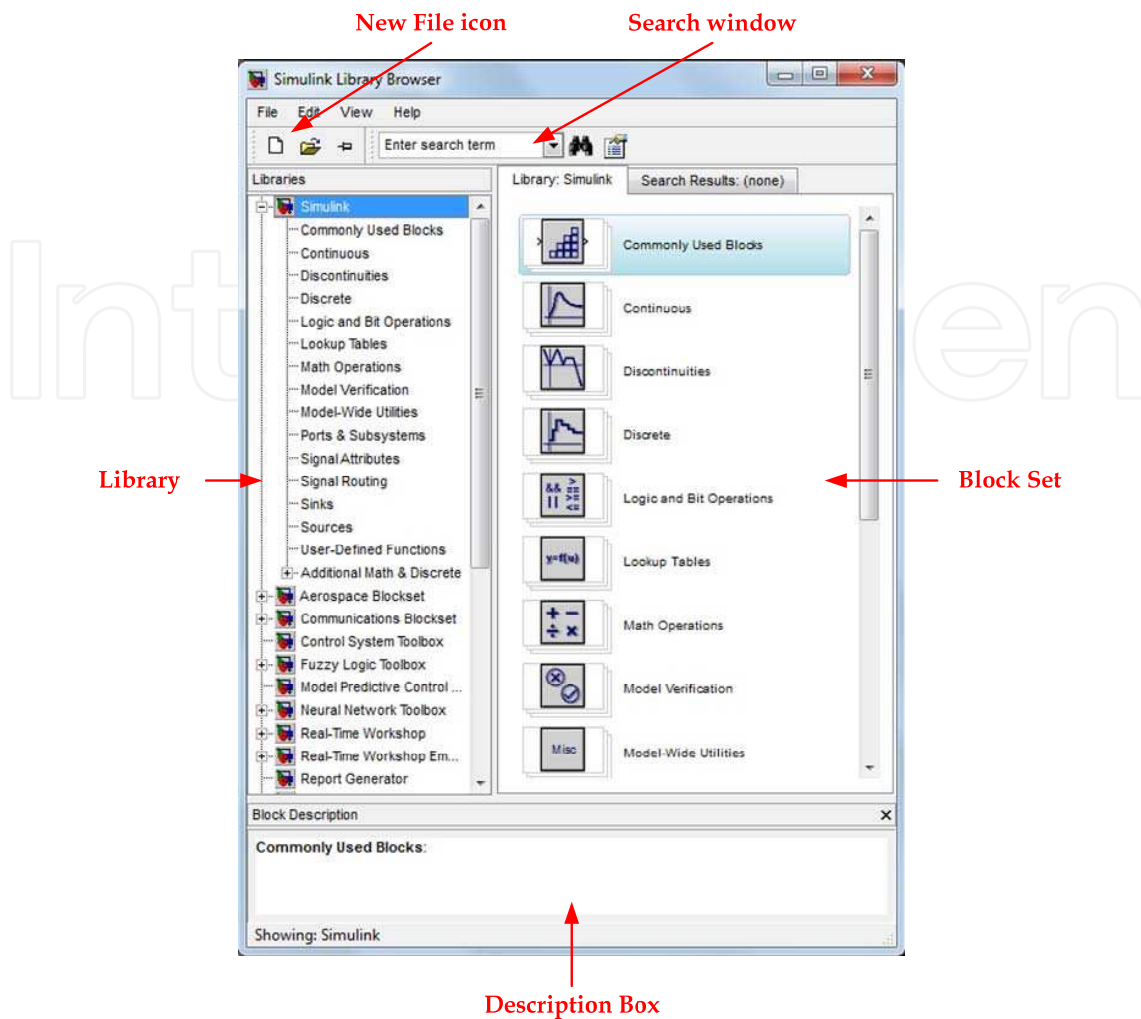 New File icon
Search window
Simulink Library Browser
File Edit View Help
Enter search term
Libraries
Library: Simulink
Search Results: (none)
Simulink
Commonly Used Blocks
Continuous
Discontinuities
Discrete
Logic and Bit Operations
Lookup Tables
Math Operations
Model Verification
Model-Wide Utilities
Ports & Subsystems
Signal Attributes
Signal Routing
Sinks
Sources
User-Defined Functions
Additional Math & Discrete
Aerospace Blockset
Communications Blockset
Control System Toolbox
Fuzzy Logic Toolbox
Model Predictive Control ...
Neural Network Toolbox
Real-Time Workshop
Real-Time Workshop Em...
Report Generator
Commonly Used Blocks
Continuous
Discontinuities
Discrete
&& > == || >= <=
Logic and Bit Operations
y=f(u)
Lookup Tables
+ − ÷ ×
Math Operations
Model Verification
Misc
Model-Wide Utilities
Library
Block Set
Block Description
Commonly Used Blocks:
Showing: Simulink
Description Box
Int
en